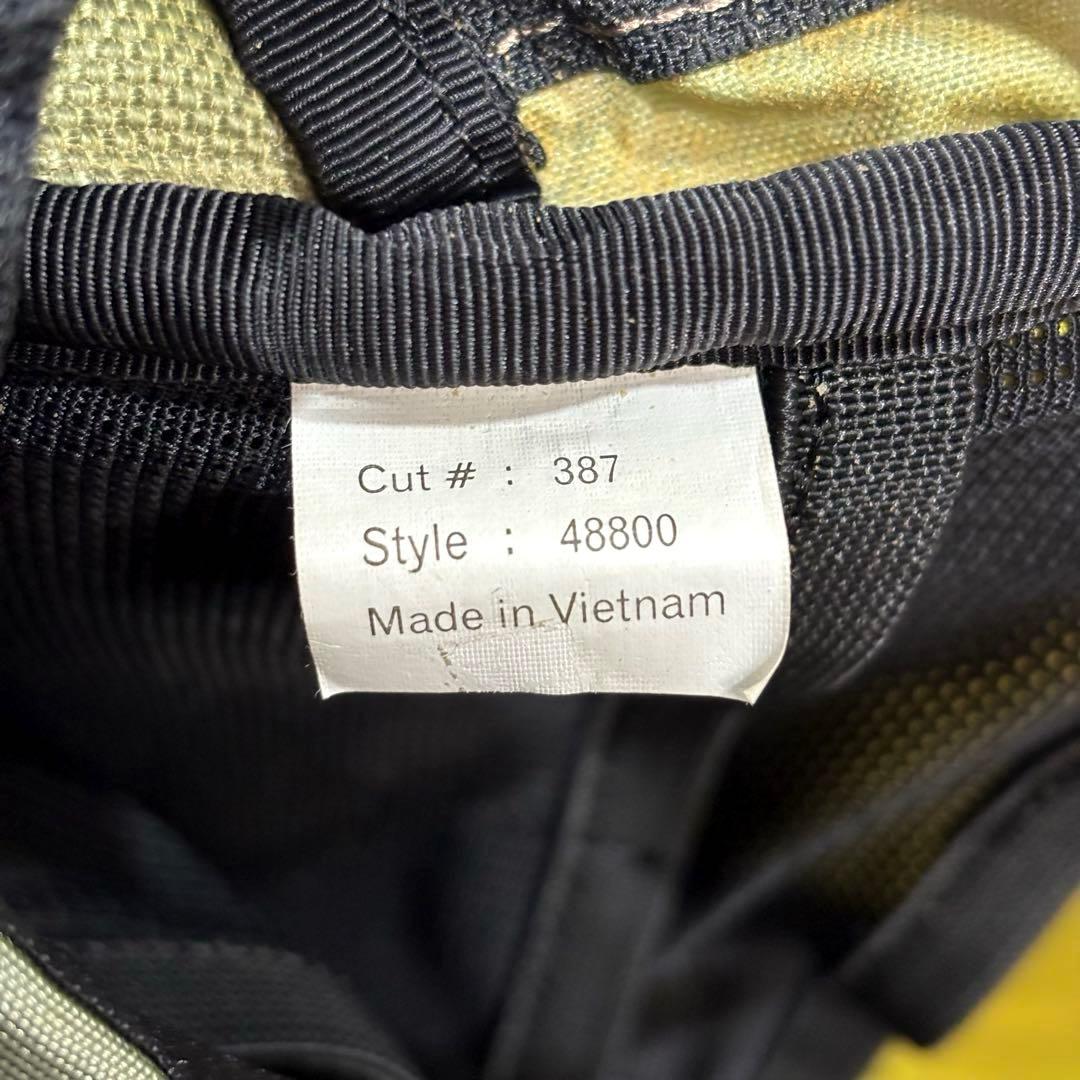 Cut # : 387
Style : 48800
Made in Vietnam